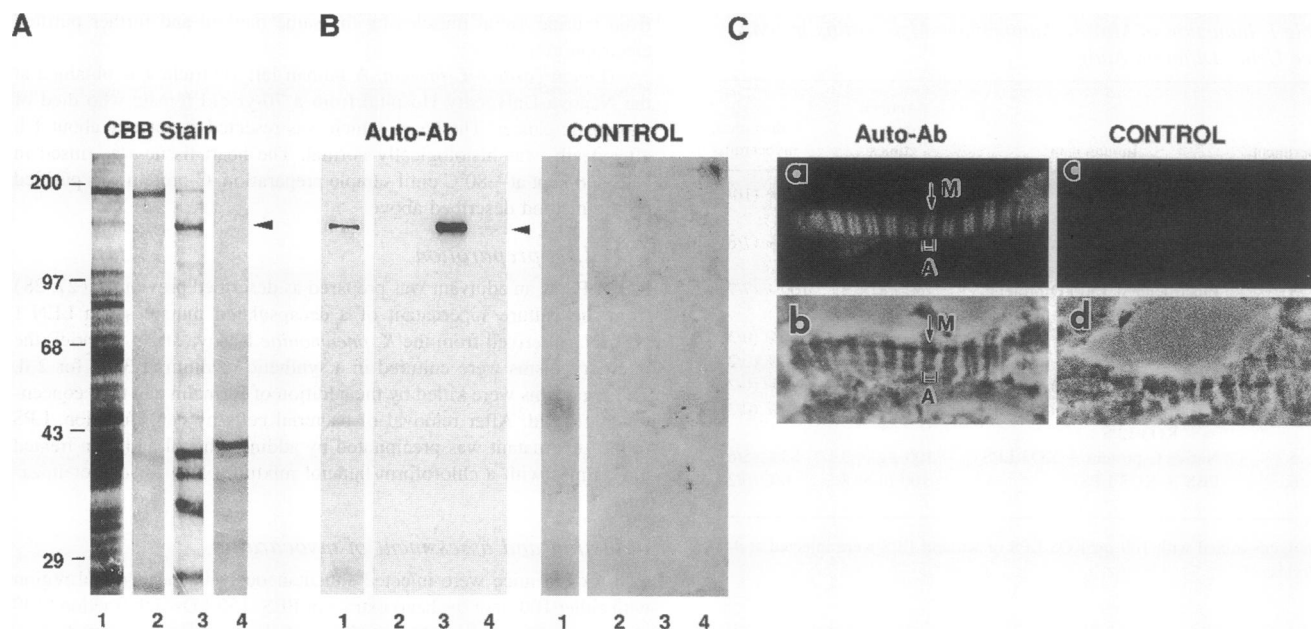 A B C
CBB Stain Auto-Ab CONTROL Auto-Ab CONTROL
200
97
68
43
29
1 2 3 4 1 2 3 4 1 2 3 4
a M c
A
b M d
A